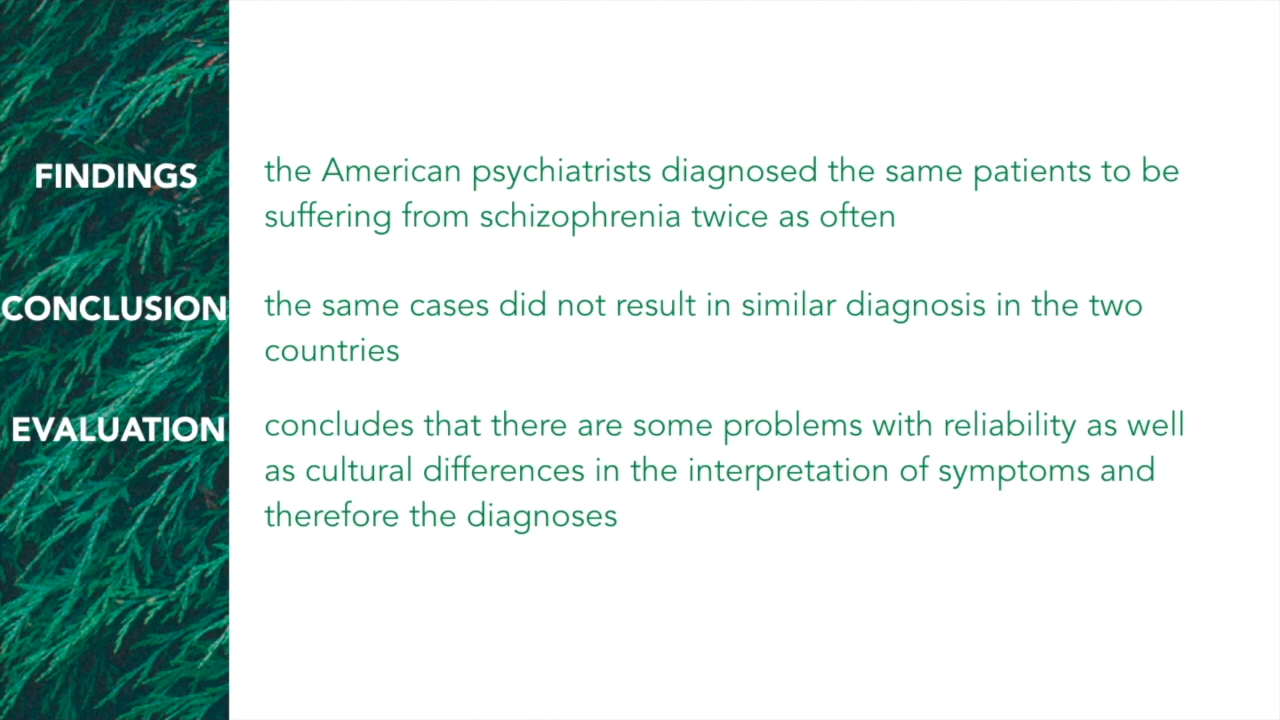 FINDINGS
the American psychiatrists diagnosed the same patients to be
suffering from schizophrenia twice as often
CONCLUSION
the same cases did not result in similar diagnosis in the two
countries
EVALUATION
concludes that there are some problems with reliability as well
as cultural differences in the interpretation of symptoms and
therefore the diagnoses